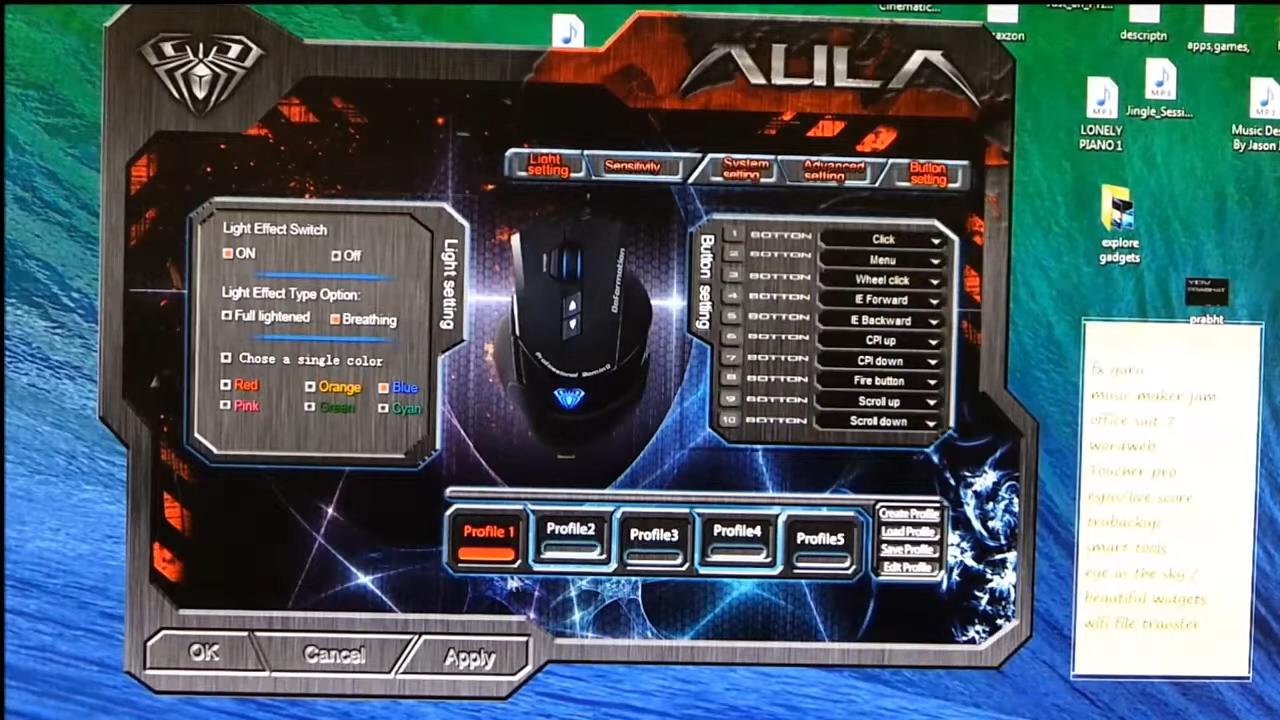 Cinematic...
axzon
descriptn
apps,games,
LONELY
PIANO 1
MP3
Jingle_Sessi...
MP3
MP3
Music De
By Jason J
explore
gadgets
prabht
AULA
Light
setting
Sensitivity
System
setting
Advanced
setting
Button
setting
Light Effect Switch
ON
Off
Light Effect Type Option:
Full lightened
Breathing
Chose a single color
Red
Orange
Blue
Pink
Green
Cyan
Light setting
Deformation
Professional Gaming
Button setting
1 BOTTON Click
2 BOTTON Menu
3 BOTTON Wheel click
4 BOTTON IE Forward
5 BOTTON IE Backward
6 BOTTON CPI up
7 BOTTON CPI down
8 BOTTON Fire button
9 BOTTON Scroll up
10 BOTTON Scroll down
Profile 1
Profile2
Profile3
Profile4
Profile5
Create Profile
Load Profile
Save Profile
Edit Profile
OK
Cancel
Apply
fx guru
music maker jam
office suit 7
wordweb
Toucher pro
espn/live score
trubackup
smart tools
eye in the sky
beautiful widgets
wifi file transfer